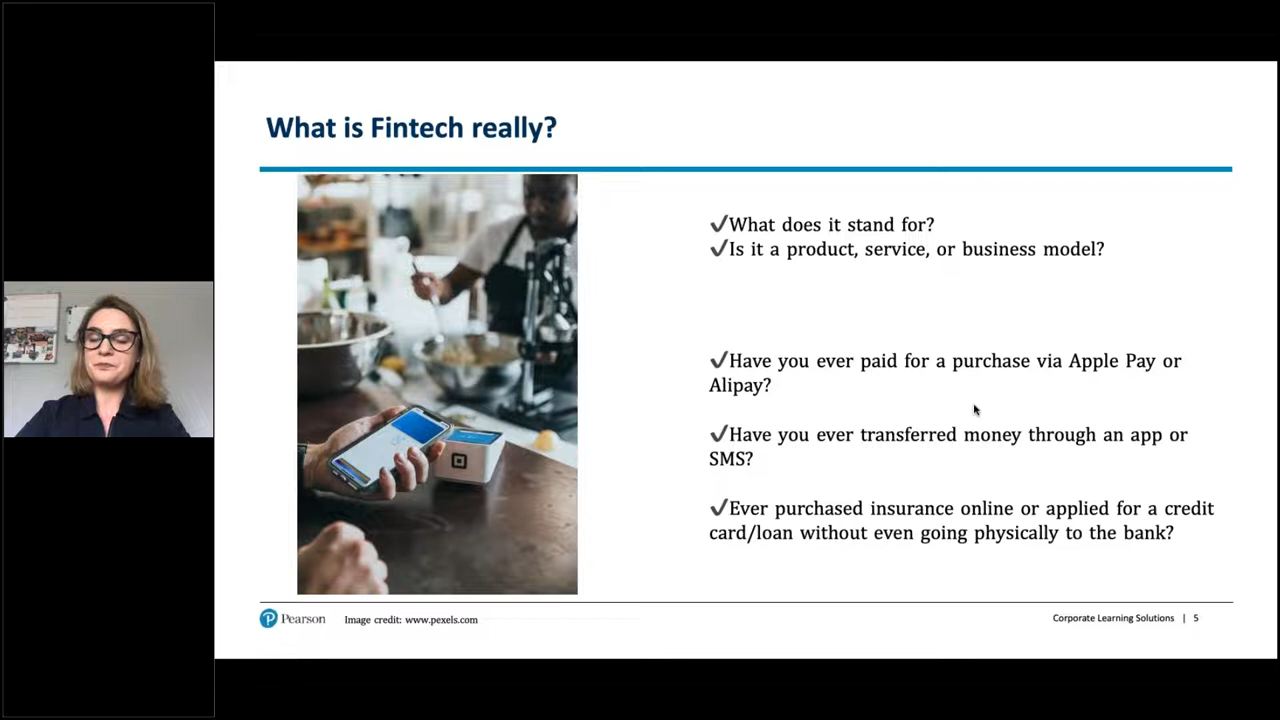 What is Fintech really?
✓What does it stand for?
✓Is it a product, service, or business model?
✓Have you ever paid for a purchase via Apple Pay or
Alipay?
✓Have you ever transferred money through an app or
SMS?
✓Ever purchased insurance online or applied for a credit
card/loan without even going physically to the bank?
Pearson
Image credit: www.pexels.com
Corporate Learning Solutions | 5